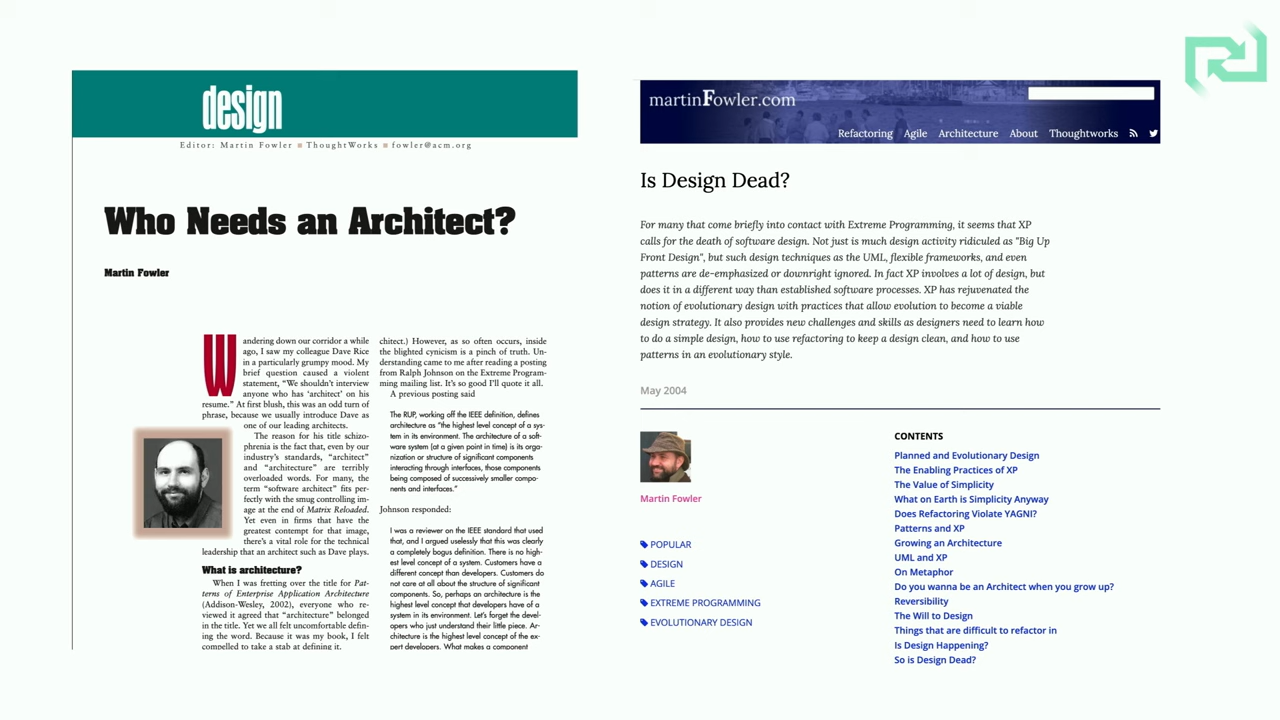 design
Editor: Martin Fowler ■ ThoughtWorks ■ fowler@acm.org
Who Needs an Architect?
Martin Fowler
Wandering down our corridor a while
ago, I saw my colleague Dave Rice
in a particularly grumpy mood. My
brief question caused a violent
statement, “We shouldn’t interview
anyone who has ‘architect’ on his
resume.” At first blush, this was an odd turn of
phrase, because we usually introduce Dave as
one of our leading architects.
The reason for his title schizo-
phrenia is the fact that, even by our
industry’s standards, “architect”
and “architecture” are terribly
overloaded words. For many, the
term “software architect” fits per-
fectly with the smug controlling im-
age at the end of Matrix Reloaded.
Yet even in firms that have the
greatest contempt for that image,
there’s a vital role for the technical
leadership that an architect such as Dave plays.
What is architecture?
When I was fretting over the title for Pat-
terns of Enterprise Application Architecture
(Addison-Wesley, 2002), everyone who re-
viewed it agreed that “architecture” belonged
in the title. Yet we all felt uncomfortable defin-
ing the word. Because it was my book, I felt
compelled to take a stab at defining it.
chitect.) However, as so often occurs, inside
the blighted cynicism is a pinch of truth. Un-
derstanding came to me after reading a posting
from Ralph Johnson on the Extreme Program-
ming mailing list. It’s so good I’ll quote it all.
A previous posting said
The RUP, working off the IEEE definition, defines
architecture as “the highest level concept of a sys-
tem in its environment. The architecture of a soft-
ware system (at a given point in time) is its orga-
nization or structure of significant components
interacting through interfaces, those components
being composed of successively smaller compo-
nents and interfaces.”
Johnson responded:
I was a reviewer on the IEEE standard that used
that, and I argued uselessly that this was clearly
a completely bogus definition. There is no high-
est level concept of a system. Customers have a
different concept than developers. Customers do
not care at all about the structure of significant
components. So, perhaps an architecture is the
highest level concept that developers have of a
system in its environment. Let’s forget the devel-
opers who just understand their little piece. Ar-
chitecture is the highest level concept of the ex-
pert developers. What makes a component
martinFowler.com
Refactoring Agile Architecture About Thoughtworks
Is Design Dead?
For many that come briefly into contact with Extreme Programming, it seems that XP
calls for the death of software design. Not just is much design activity ridiculed as "Big Up
Front Design", but such design techniques as the UML, flexible frameworks, and even
patterns are de-emphasized or downright ignored. In fact XP involves a lot of design, but
does it in a different way than established software processes. XP has rejuvenated the
notion of evolutionary design with practices that allow evolution to become a viable
design strategy. It also provides new challenges and skills as designers need to learn how
to do a simple design, how to use refactoring to keep a design clean, and how to use
patterns in an evolutionary style.
May 2004
Martin Fowler
POPULAR
DESIGN
AGILE
EXTREME PROGRAMMING
EVOLUTIONARY DESIGN
CONTENTS
Planned and Evolutionary Design
The Enabling Practices of XP
The Value of Simplicity
What on Earth is Simplicity Anyway
Does Refactoring Violate YAGNI?
Patterns and XP
Growing an Architecture
UML and XP
On Metaphor
Do you wanna be an Architect when you grow up?
Reversibility
The Will to Design
Things that are difficult to refactor in
Is Design Happening?
So is Design Dead?